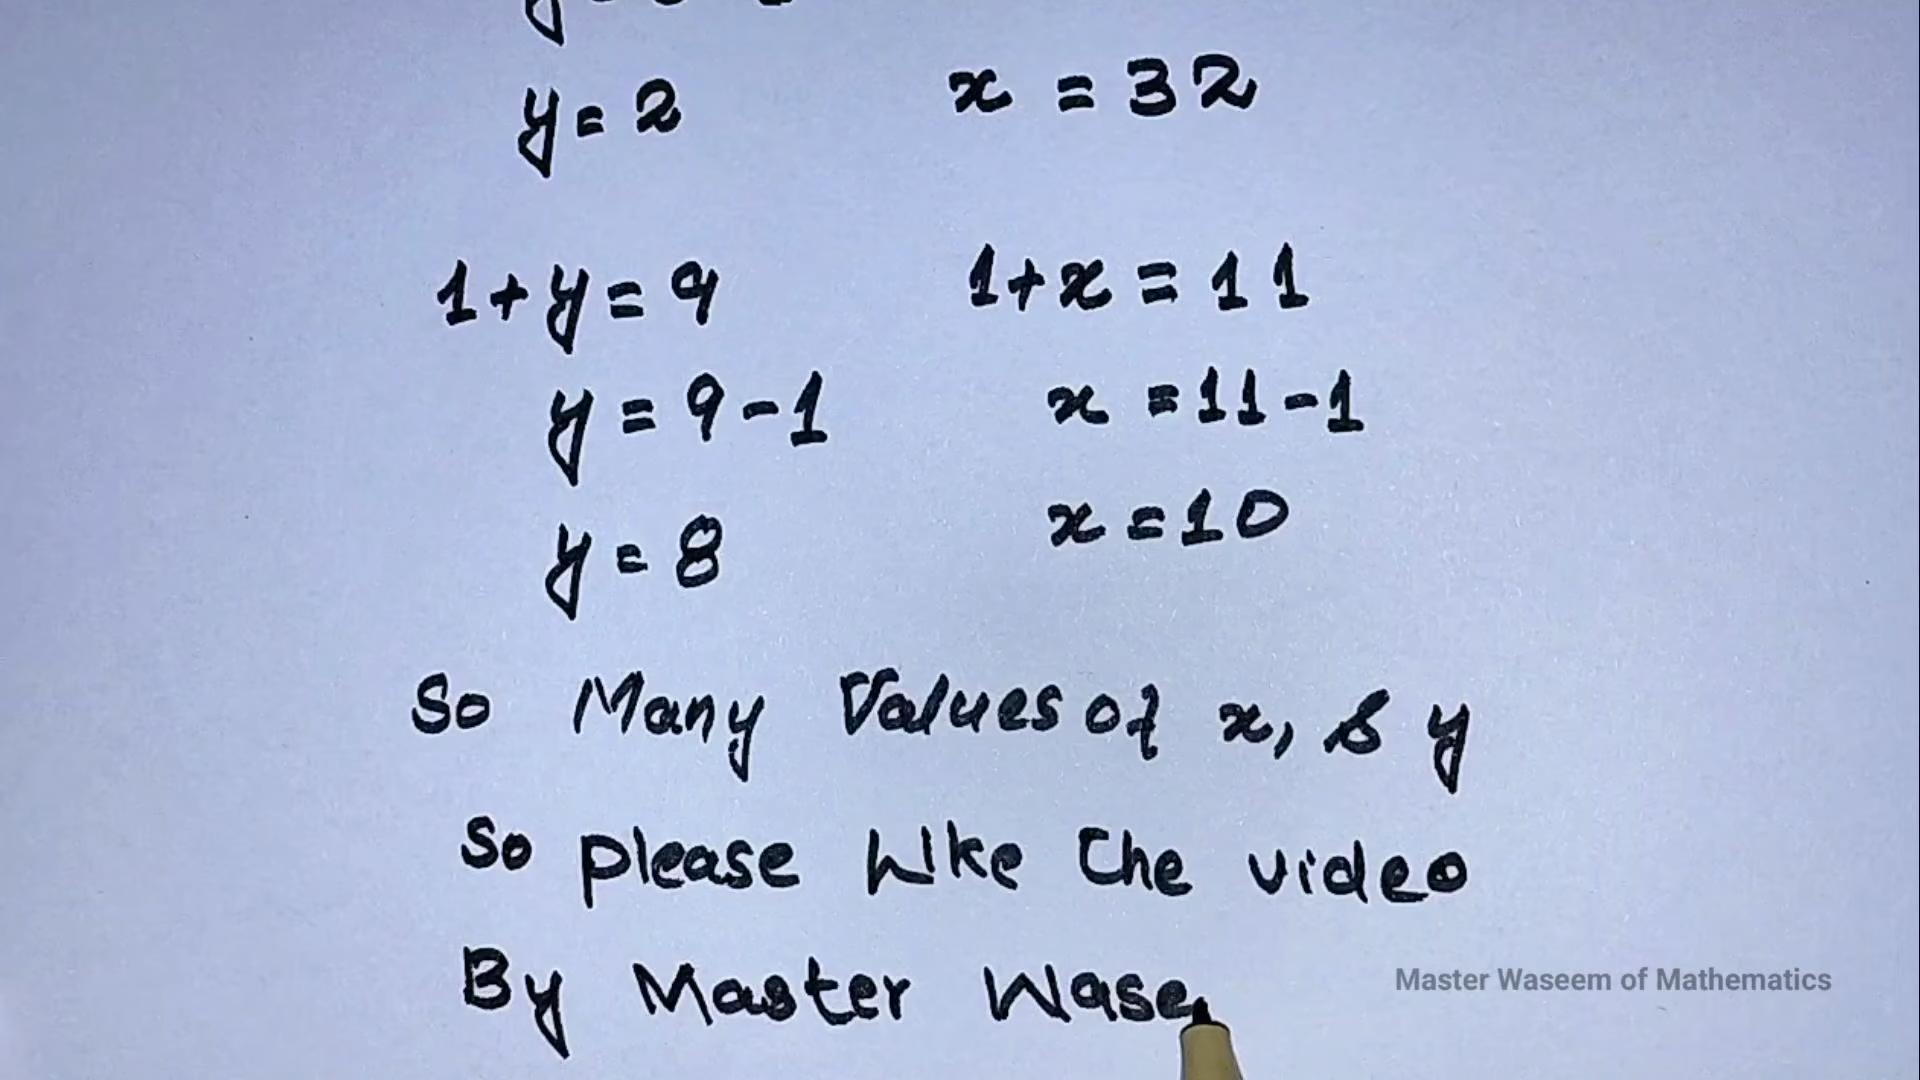 y = 2 x = 32
1 + y = 9 1 + x = 11
y = 9 - 1 x = 11 - 1
y = 8 x = 10
So Many Values of x, & y
So please like the video
By Master Wase
Master Waseem of Mathematics